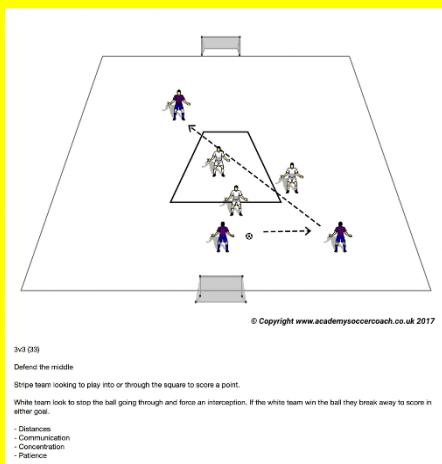 © Copyright www.academysoccercoach.co.uk 2017
3v3 (33)
Defend the middle
Stripe team looking to play into or through the square to score a point.
White team look to stop the ball going through and force an interception. If the white team win the ball they break away to score in
either goal.
- Distances
- Communication
- Concentration
- Patience